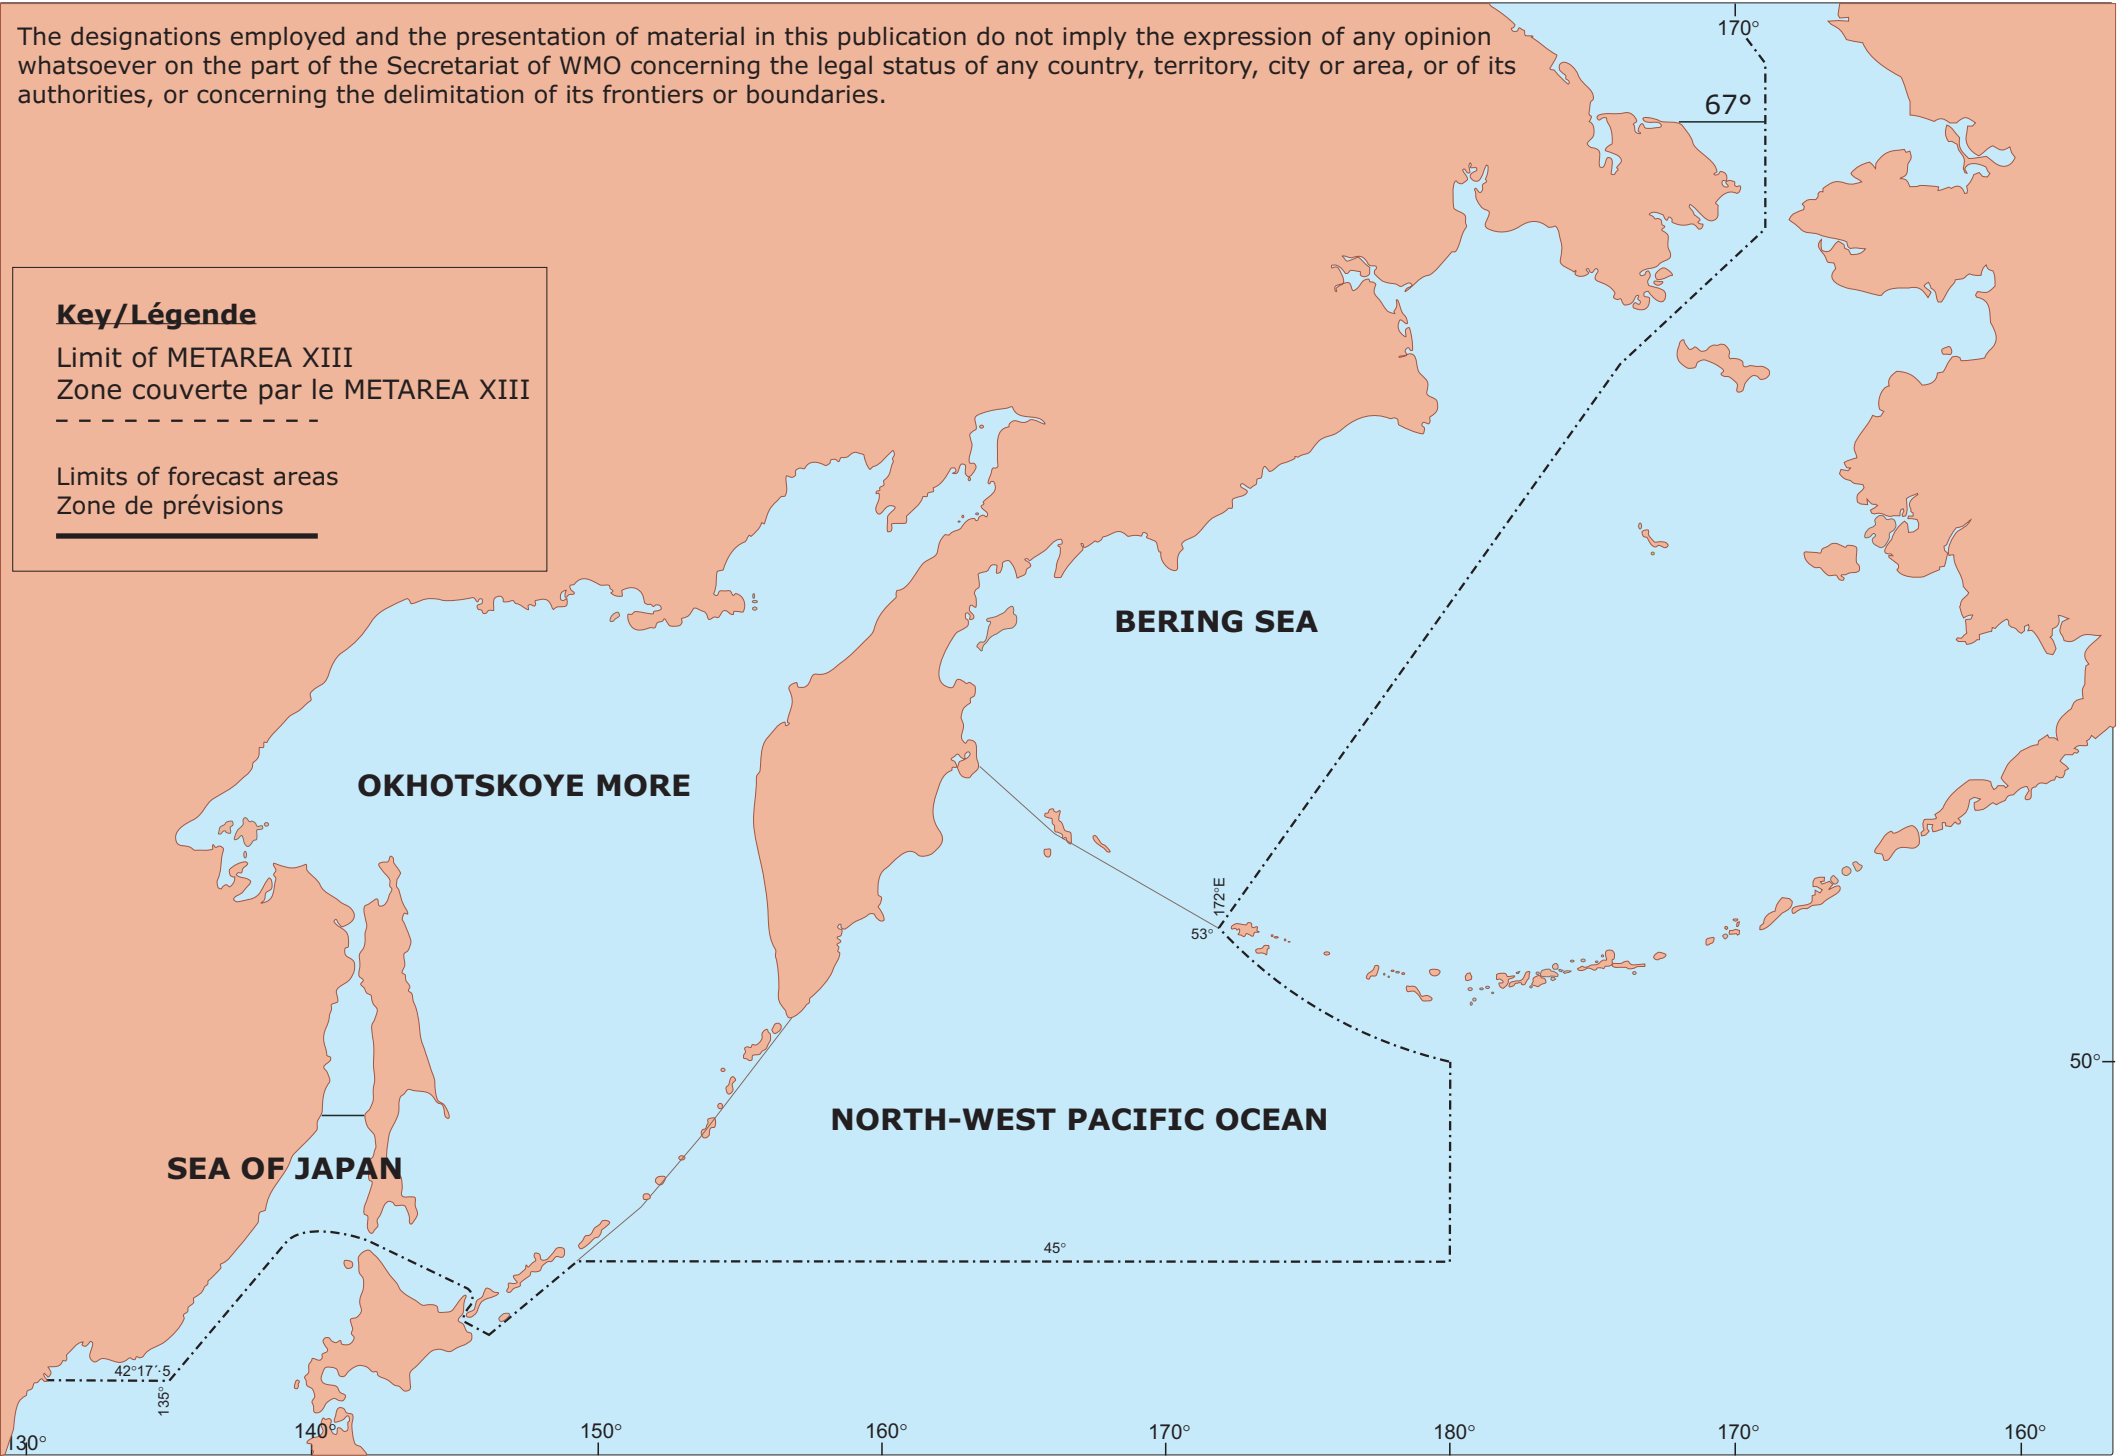 The designations employed and the presentation of material in this publication do not imply the expression of any opinion
whatsoever on the part of the Secretariat of WMO concerning the legal status of any country, territory, city or area, or of its
authorities, or concerning the delimitation of its frontiers or boundaries.
170°
67°
Key/Légende
Limit of METAREA XIII
Zone couverte par le METAREA XIII
Limits of forecast areas
Zone de prévisions
BERING SEA
OKHOTSKOYE MORE
172°E
53°
50°
NORTH-WEST PACIFIC OCEAN
SEA OF JAPAN
45°
42°17´·5
135°
130°
140°
150°
160°
170°
180°
170°
160°